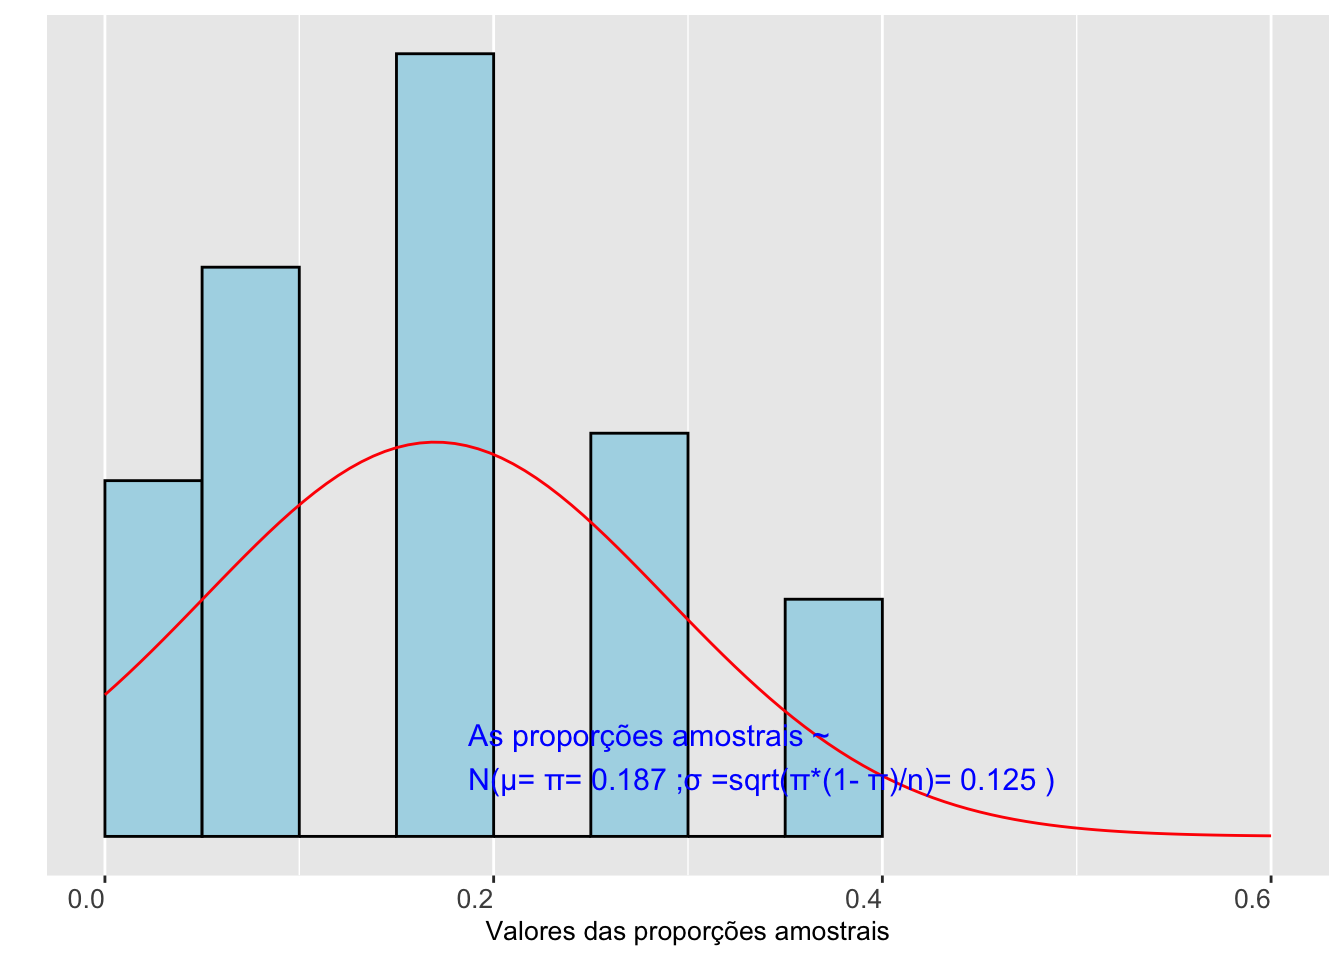 As proporções amostrais ~
N(μ= π= 0.187 ;σ =sqrt(π*(1- π)/n)= 0.125 )
0.0 0.2 0.4 0.6
Valores das proporções amostrais